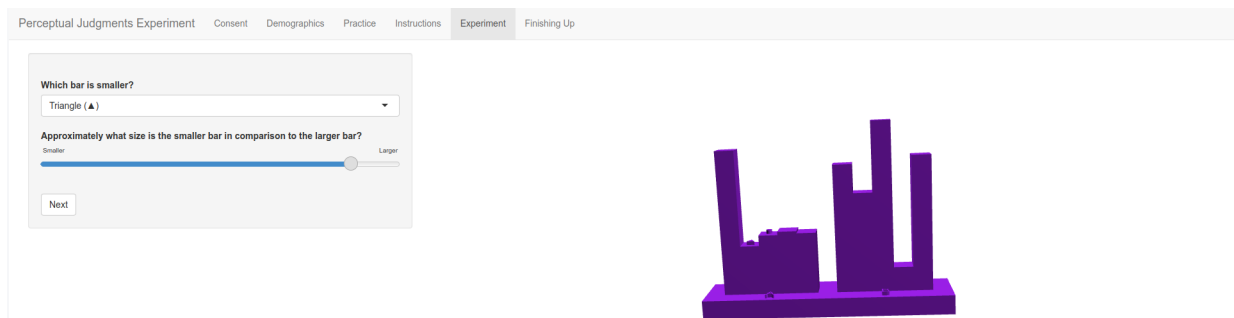 Perceptual Judgments Experiment Consent Demographics Practice Instructions Experiment Finishing Up
Which bar is smaller?
Triangle (▲)
Approximately what size is the smaller bar in comparison to the larger bar?
Smaller Larger
Next